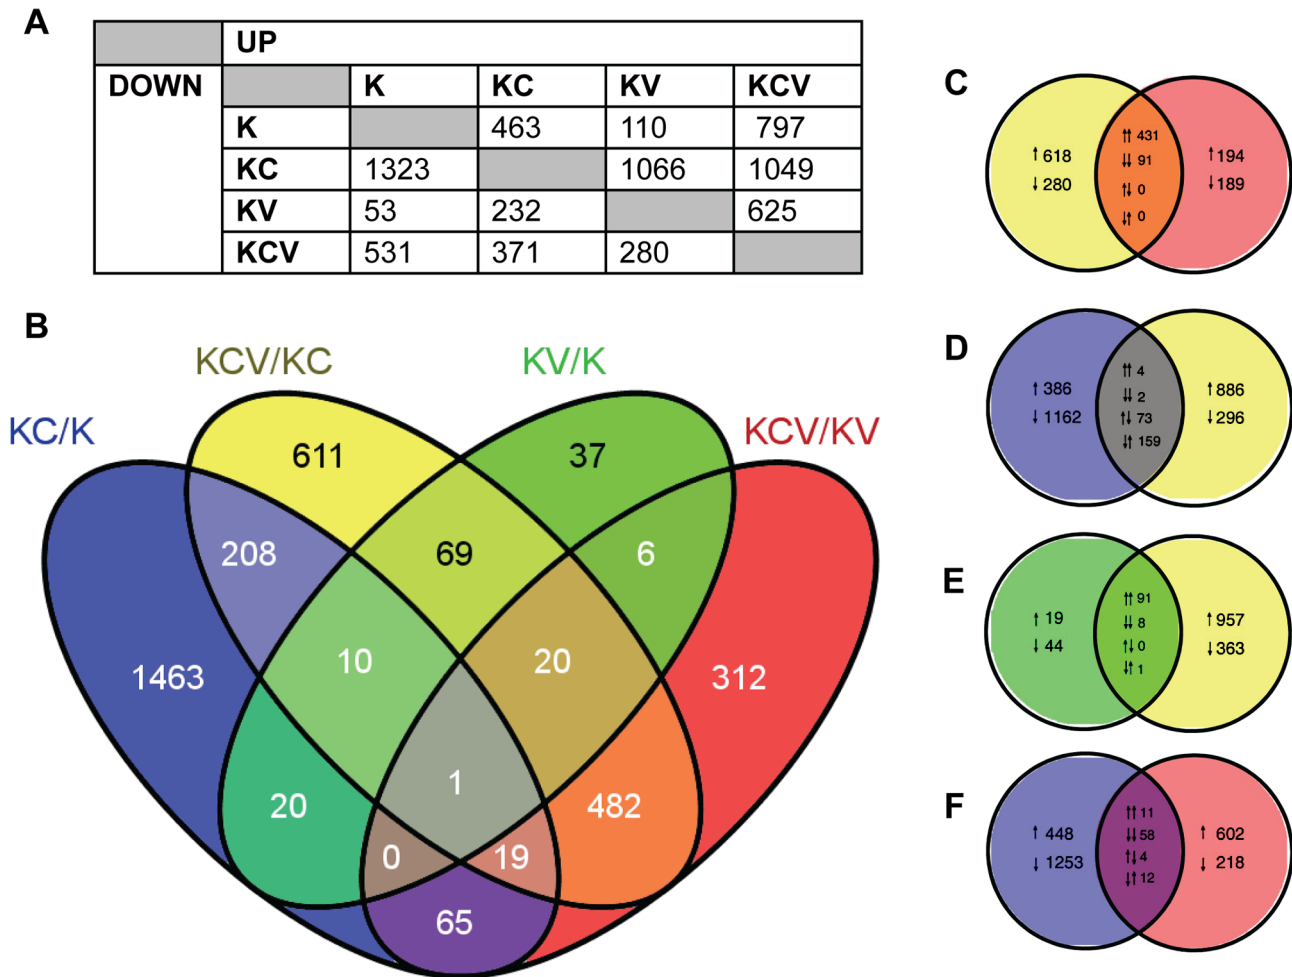 A
UP
DOWN K KC KV KCV
K 463 110 797
KC 1323 1066 1049
KV 53 232 625
KCV 531 371 280
B
KC/K
KCV/KC
KV/K
KCV/KV
611
37
208
69
6
1463
10
20
312
20
1
482
0
19
65
C
↑ 618
↓ 280
↑↑ 431
↓↓ 91
↑↓ 0
↓↑ 0
↑ 194
↓ 189
D
↑ 386
↓ 1162
↑↑ 4
↓↓ 2
↑↓ 73
↓↑ 159
↑ 886
↓ 296
E
↑ 19
↓ 44
↑↑ 91
↓↓ 8
↑↓ 0
↓↑ 1
↑ 957
↓ 363
F
↑ 448
↓ 1253
↑↑ 11
↓↓ 58
↑↓ 4
↓↑ 12
↑ 602
↓ 218